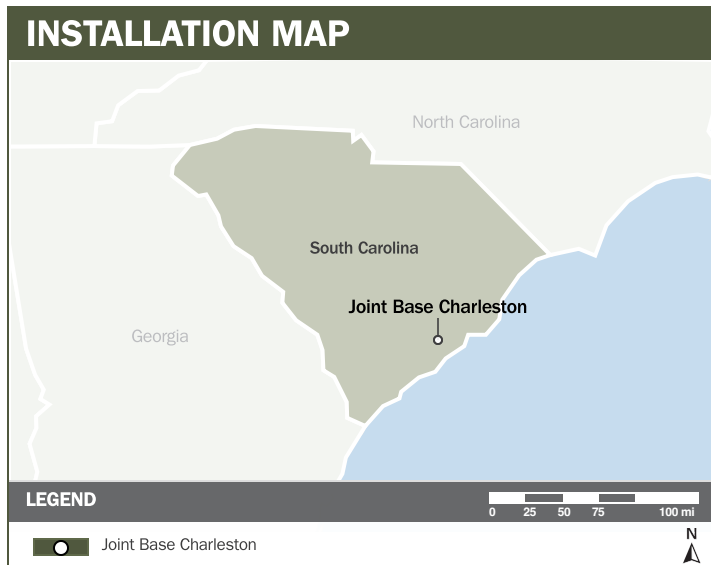 INSTALLATION MAP
North Carolina
South Carolina
Joint Base Charleston
Georgia
LEGEND
0 25 50 75 100 mi
Joint Base Charleston
N